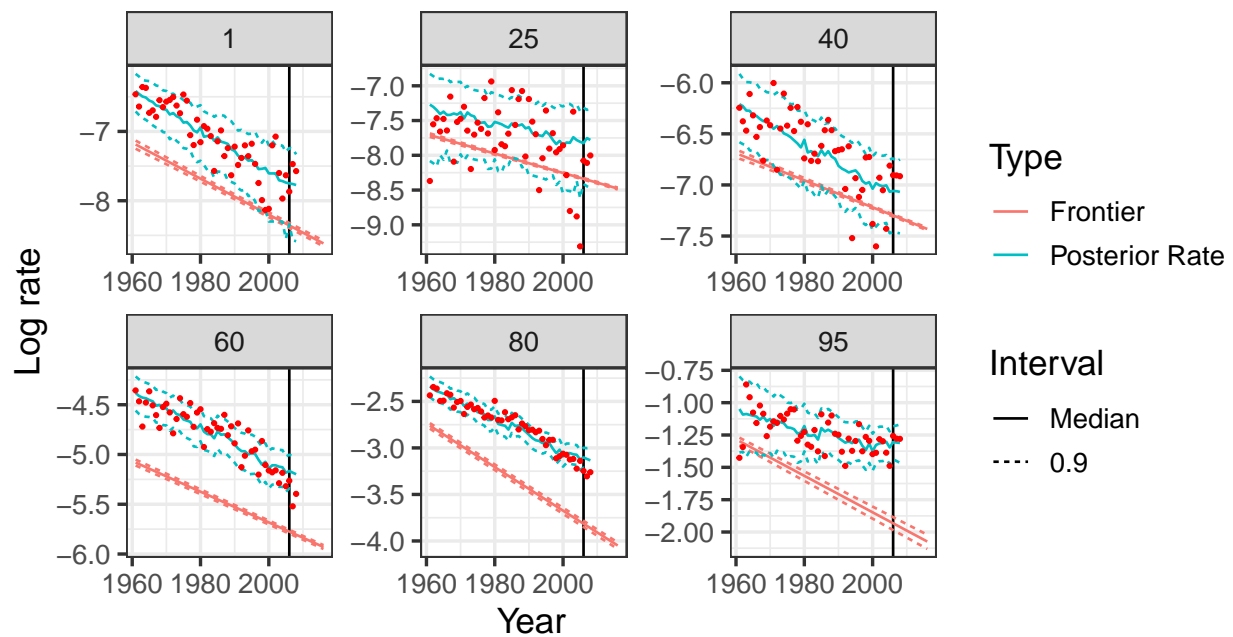 1 25 40
−7
−8
−7.0
−7.5
−8.0
−8.5
−9.0
−6.0
−6.5
−7.0
−7.5
1960 1980 2000
1960 1980 2000
1960 1980 2000
60 80 95
−4.5
−5.0
−5.5
−6.0
−2.5
−3.0
−3.5
−4.0
−0.75
−1.00
−1.25
−1.50
−1.75
−2.00
1960 1980 2000
1960 1980 2000
1960 1980 2000
Log rate
Year
Type
Frontier
Posterior Rate
Interval
Median
0.9